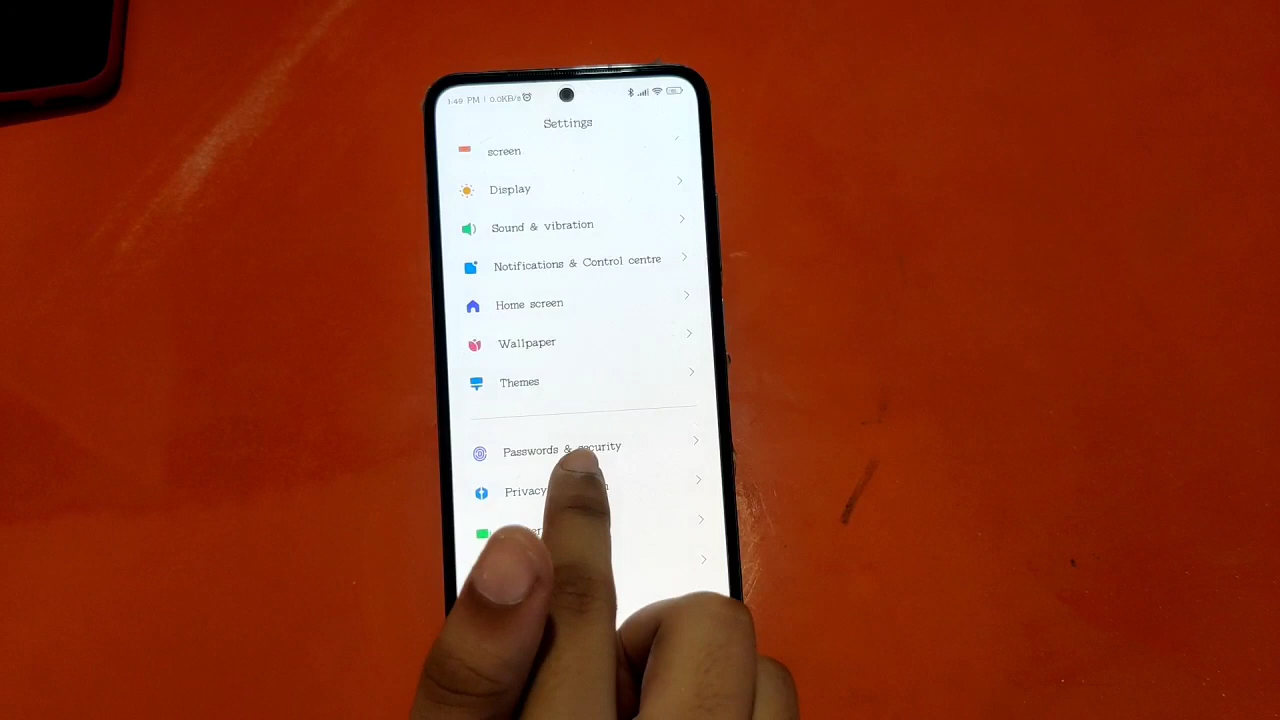 1:49 PM | 0.0KB/s
Settings
screen
Display
Sound & vibration
Notifications & Control centre
Home screen
Wallpaper
Themes
Passwords & security
Privacy